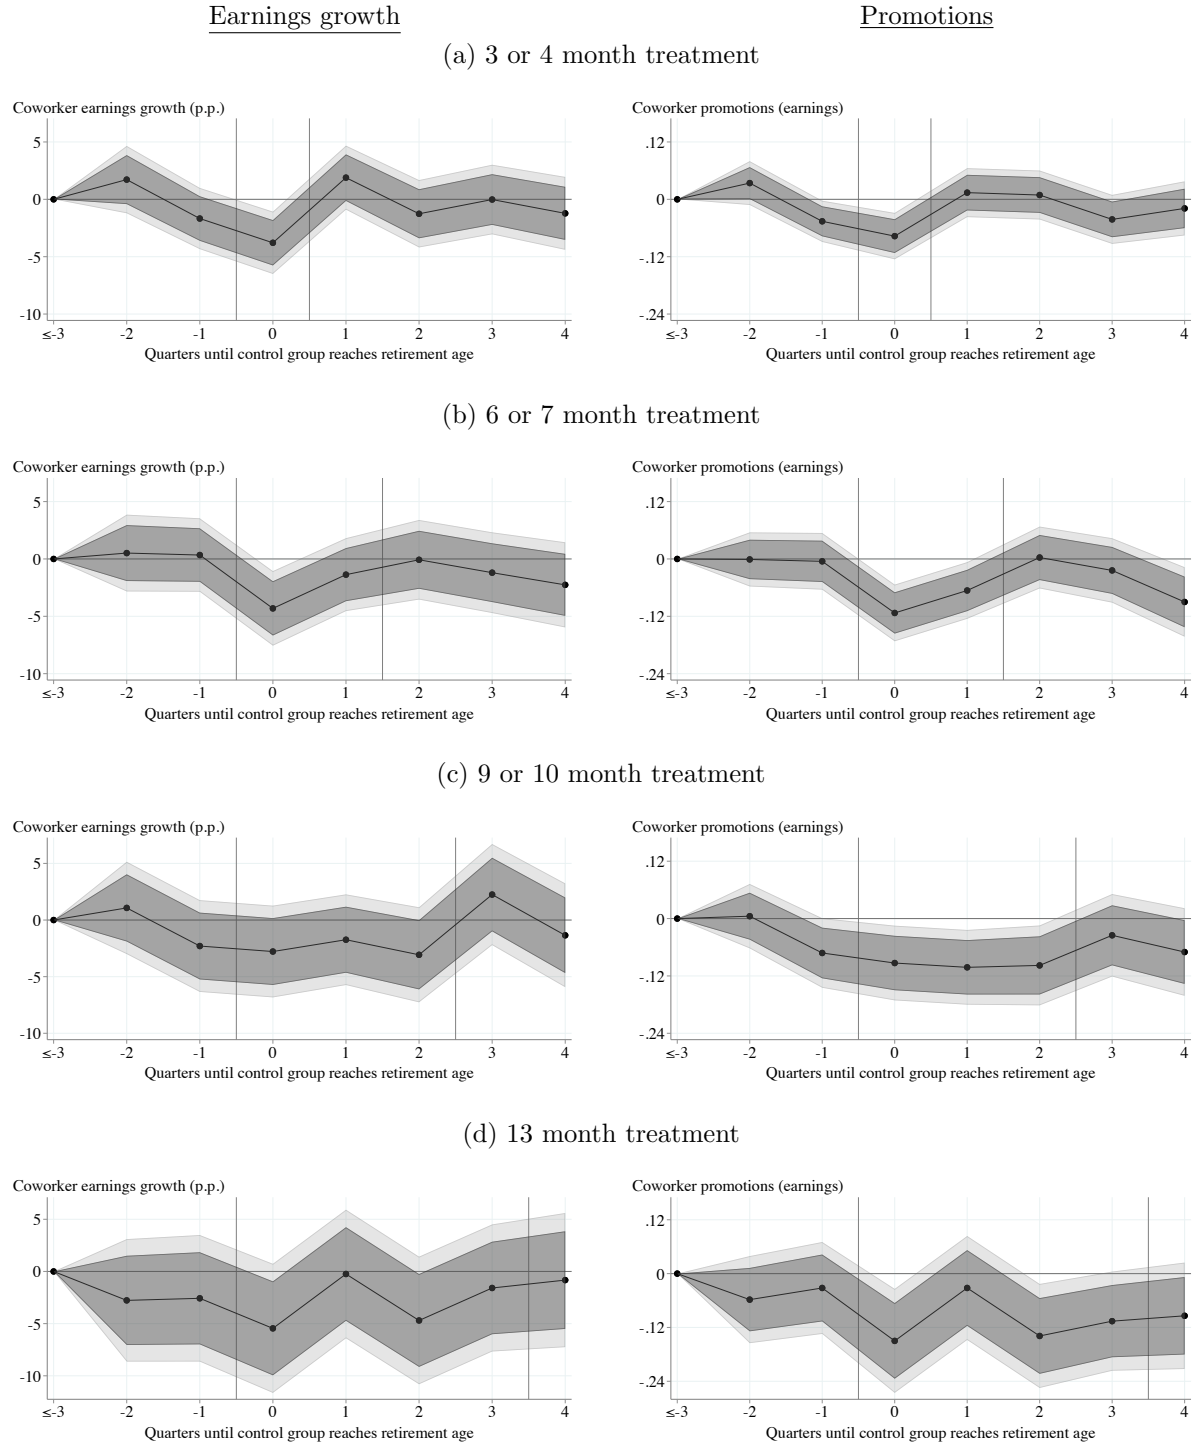 Earnings growth
Promotions
(a) 3 or 4 month treatment
Coworker earnings growth (p.p.)
5
0
-5
-10
≤-3 -2 -1 0 1 2 3 4
Quarters until control group reaches retirement age
Coworker promotions (earnings)
.12
0
-.12
-.24
≤-3 -2 -1 0 1 2 3 4
Quarters until control group reaches retirement age
(b) 6 or 7 month treatment
Coworker earnings growth (p.p.)
5
0
-5
-10
≤-3 -2 -1 0 1 2 3 4
Quarters until control group reaches retirement age
Coworker promotions (earnings)
.12
0
-.12
-.24
≤-3 -2 -1 0 1 2 3 4
Quarters until control group reaches retirement age
(c) 9 or 10 month treatment
Coworker earnings growth (p.p.)
5
0
-5
-10
≤-3 -2 -1 0 1 2 3 4
Quarters until control group reaches retirement age
Coworker promotions (earnings)
.12
0
-.12
-.24
≤-3 -2 -1 0 1 2 3 4
Quarters until control group reaches retirement age
(d) 13 month treatment
Coworker earnings growth (p.p.)
5
0
-5
-10
≤-3 -2 -1 0 1 2 3 4
Quarters until control group reaches retirement age
Coworker promotions (earnings)
.12
0
-.12
-.24
≤-3 -2 -1 0 1 2 3 4
Quarters until control group reaches retirement age